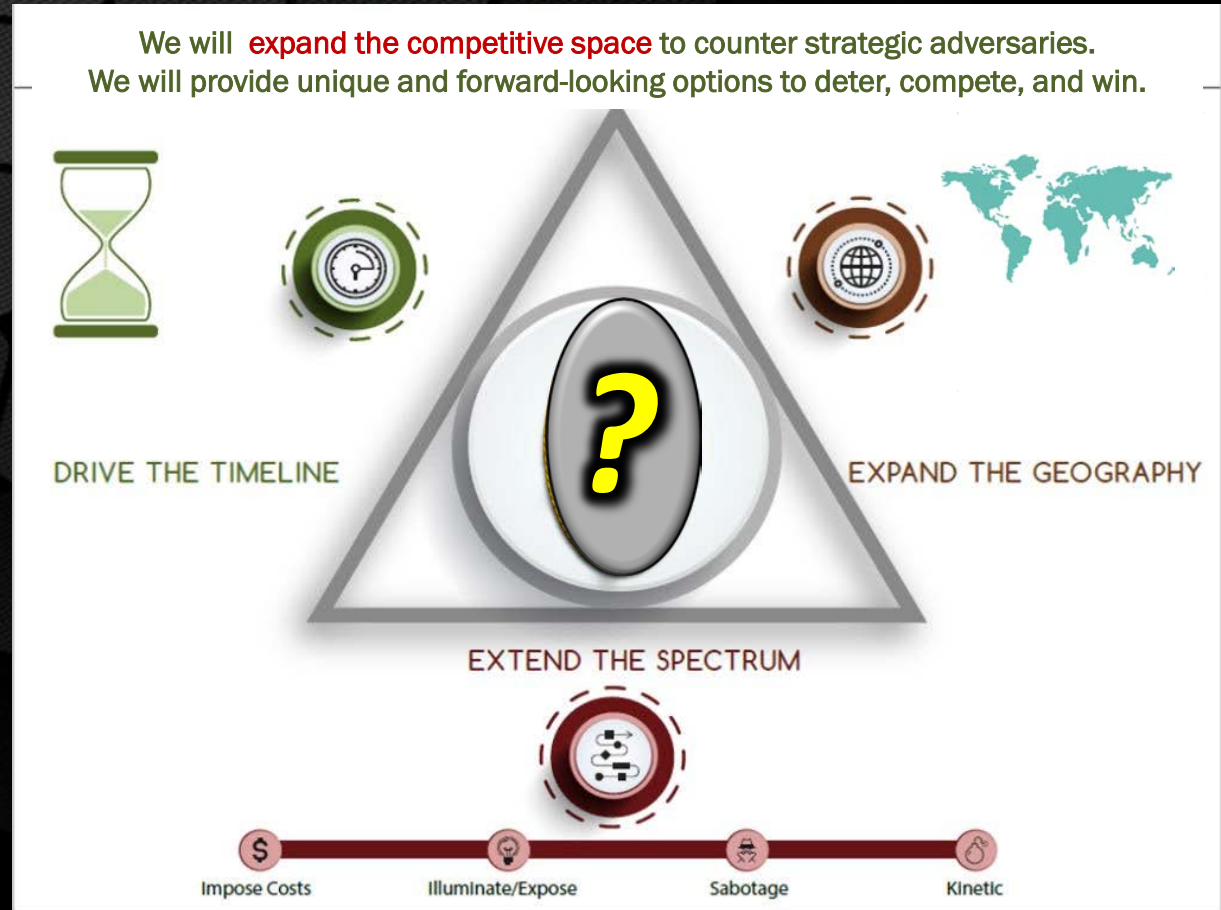 We will expand the competitive space to counter strategic adversaries.
We will provide unique and forward-looking options to deter, compete, and win.
?
DRIVE THE TIMELINE
EXPAND THE GEOGRAPHY
EXTEND THE SPECTRUM
$
Impose Costs
Illuminate/Expose
Sabotage
Kinetic